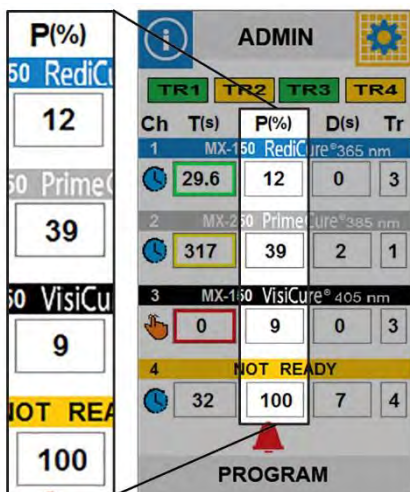 P(%)
50 RediCu
12
50 PrimeC
39
50 VisiCu
9
NOT REA
100
i
ADMIN
TR1 TR2 TR3 TR4
Ch T(s) P(%) D(s) Tr
1 MX-150 RediCure® 365 nm
29.6 12 0 3
2 MX-250 PrimeCure® 385 nm
317 39 2 1
3 MX-150 VisiCure® 405 nm
0 9 0 3
4 NOT READY
32 100 7 4
PROGRAM